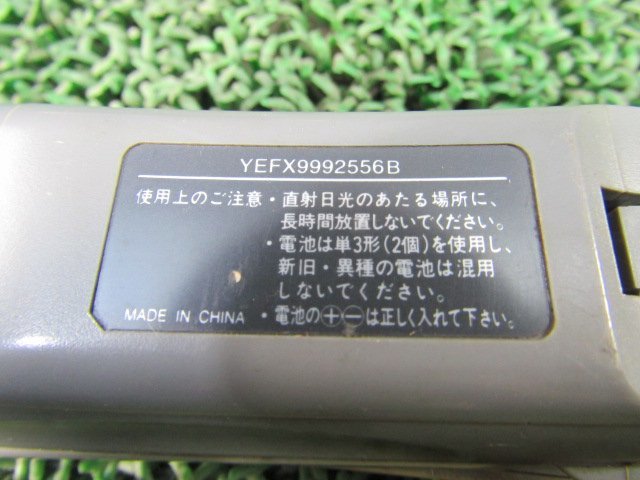 YEFX9992556B
使用上のご注意・直射日光のあたる場所に、
長時間放置しないでください。
・電池は単3形(2個)を使用し、
新旧・異種の電池は混用
しないでください。
MADE IN CHINA ・電池の⊕⊖は正しく入れて下さい。